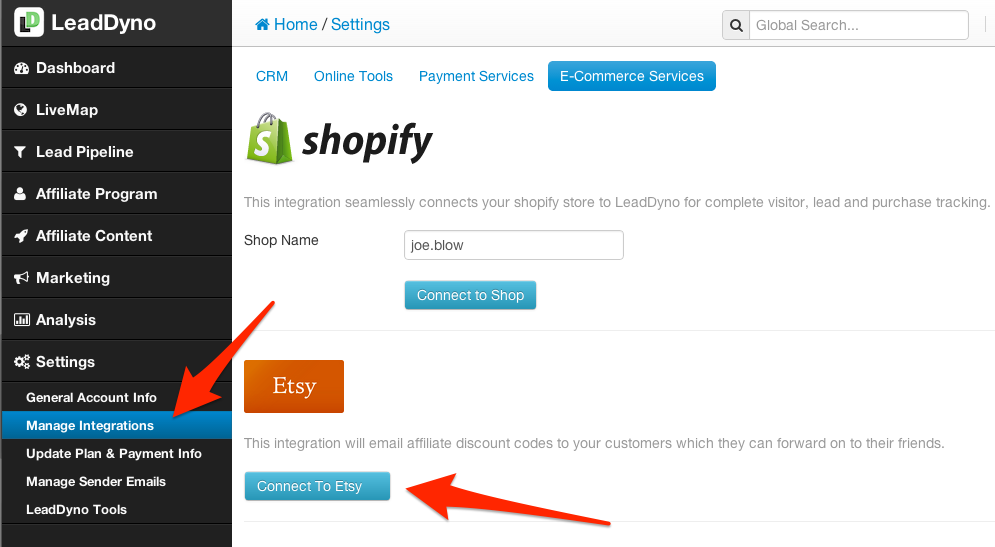 LeadDyno
Home / Settings
Global Search...
Dashboard
LiveMap
Lead Pipeline
Affiliate Program
Affiliate Content
Marketing
Analysis
Settings
General Account Info
Manage Integrations
Update Plan & Payment Info
Manage Sender Emails
LeadDyno Tools
CRM Online Tools Payment Services E-Commerce Services
shopify
This integration seamlessly connects your shopify store to LeadDyno for complete visitor, lead and purchase tracking.
Shop Name joe.blow
Connect to Shop
Etsy
This integration will email affiliate discount codes to your customers which they can forward on to their friends.
Connect To Etsy